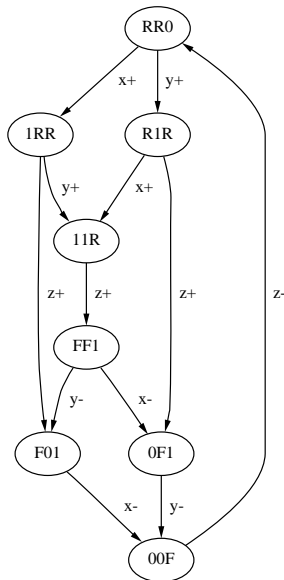 RR0
x+ y+
1RR R1R
y+ x+
11R
z+ z+ z+ z-
FF1
y- x-
F01 0F1
x- y-
00F